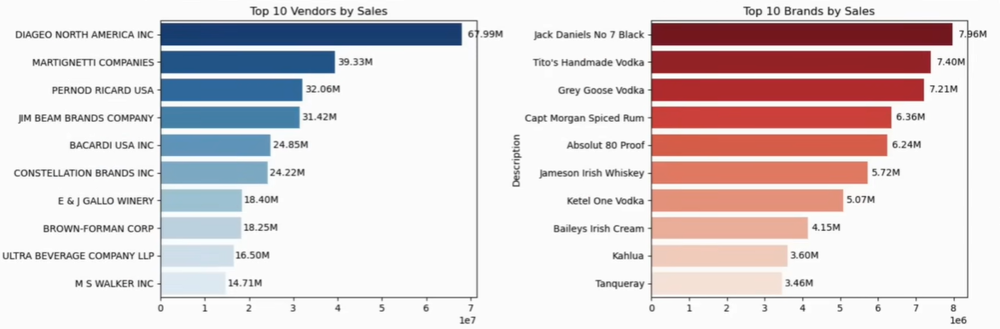 Top 10 Vendors by Sales
DIAGEO NORTH AMERICA INC 67.99M
MARTIGNETTI COMPANIES 39.33M
PERNOD RICARD USA 32.06M
JIM BEAM BRANDS COMPANY 31.42M
BACARDI USA INC 24.85M
CONSTELLATION BRANDS INC 24.22M
E & J GALLO WINERY 18.40M
BROWN-FORMAN CORP 18.25M
ULTRA BEVERAGE COMPANY LLP 16.50M
M S WALKER INC 14.71M
0 1 2 3 4 5 6 7
1e7
Top 10 Brands by Sales
Description
Jack Daniels No 7 Black 7.96M
Tito's Handmade Vodka 7.40M
Grey Goose Vodka 7.21M
Capt Morgan Spiced Rum 6.36M
Absolut 80 Proof 6.24M
Jameson Irish Whiskey 5.72M
Ketel One Vodka 5.07M
Baileys Irish Cream 4.15M
Kahlua 3.60M
Tanqueray 3.46M
0 1 2 3 4 5 6 7 8
1e6